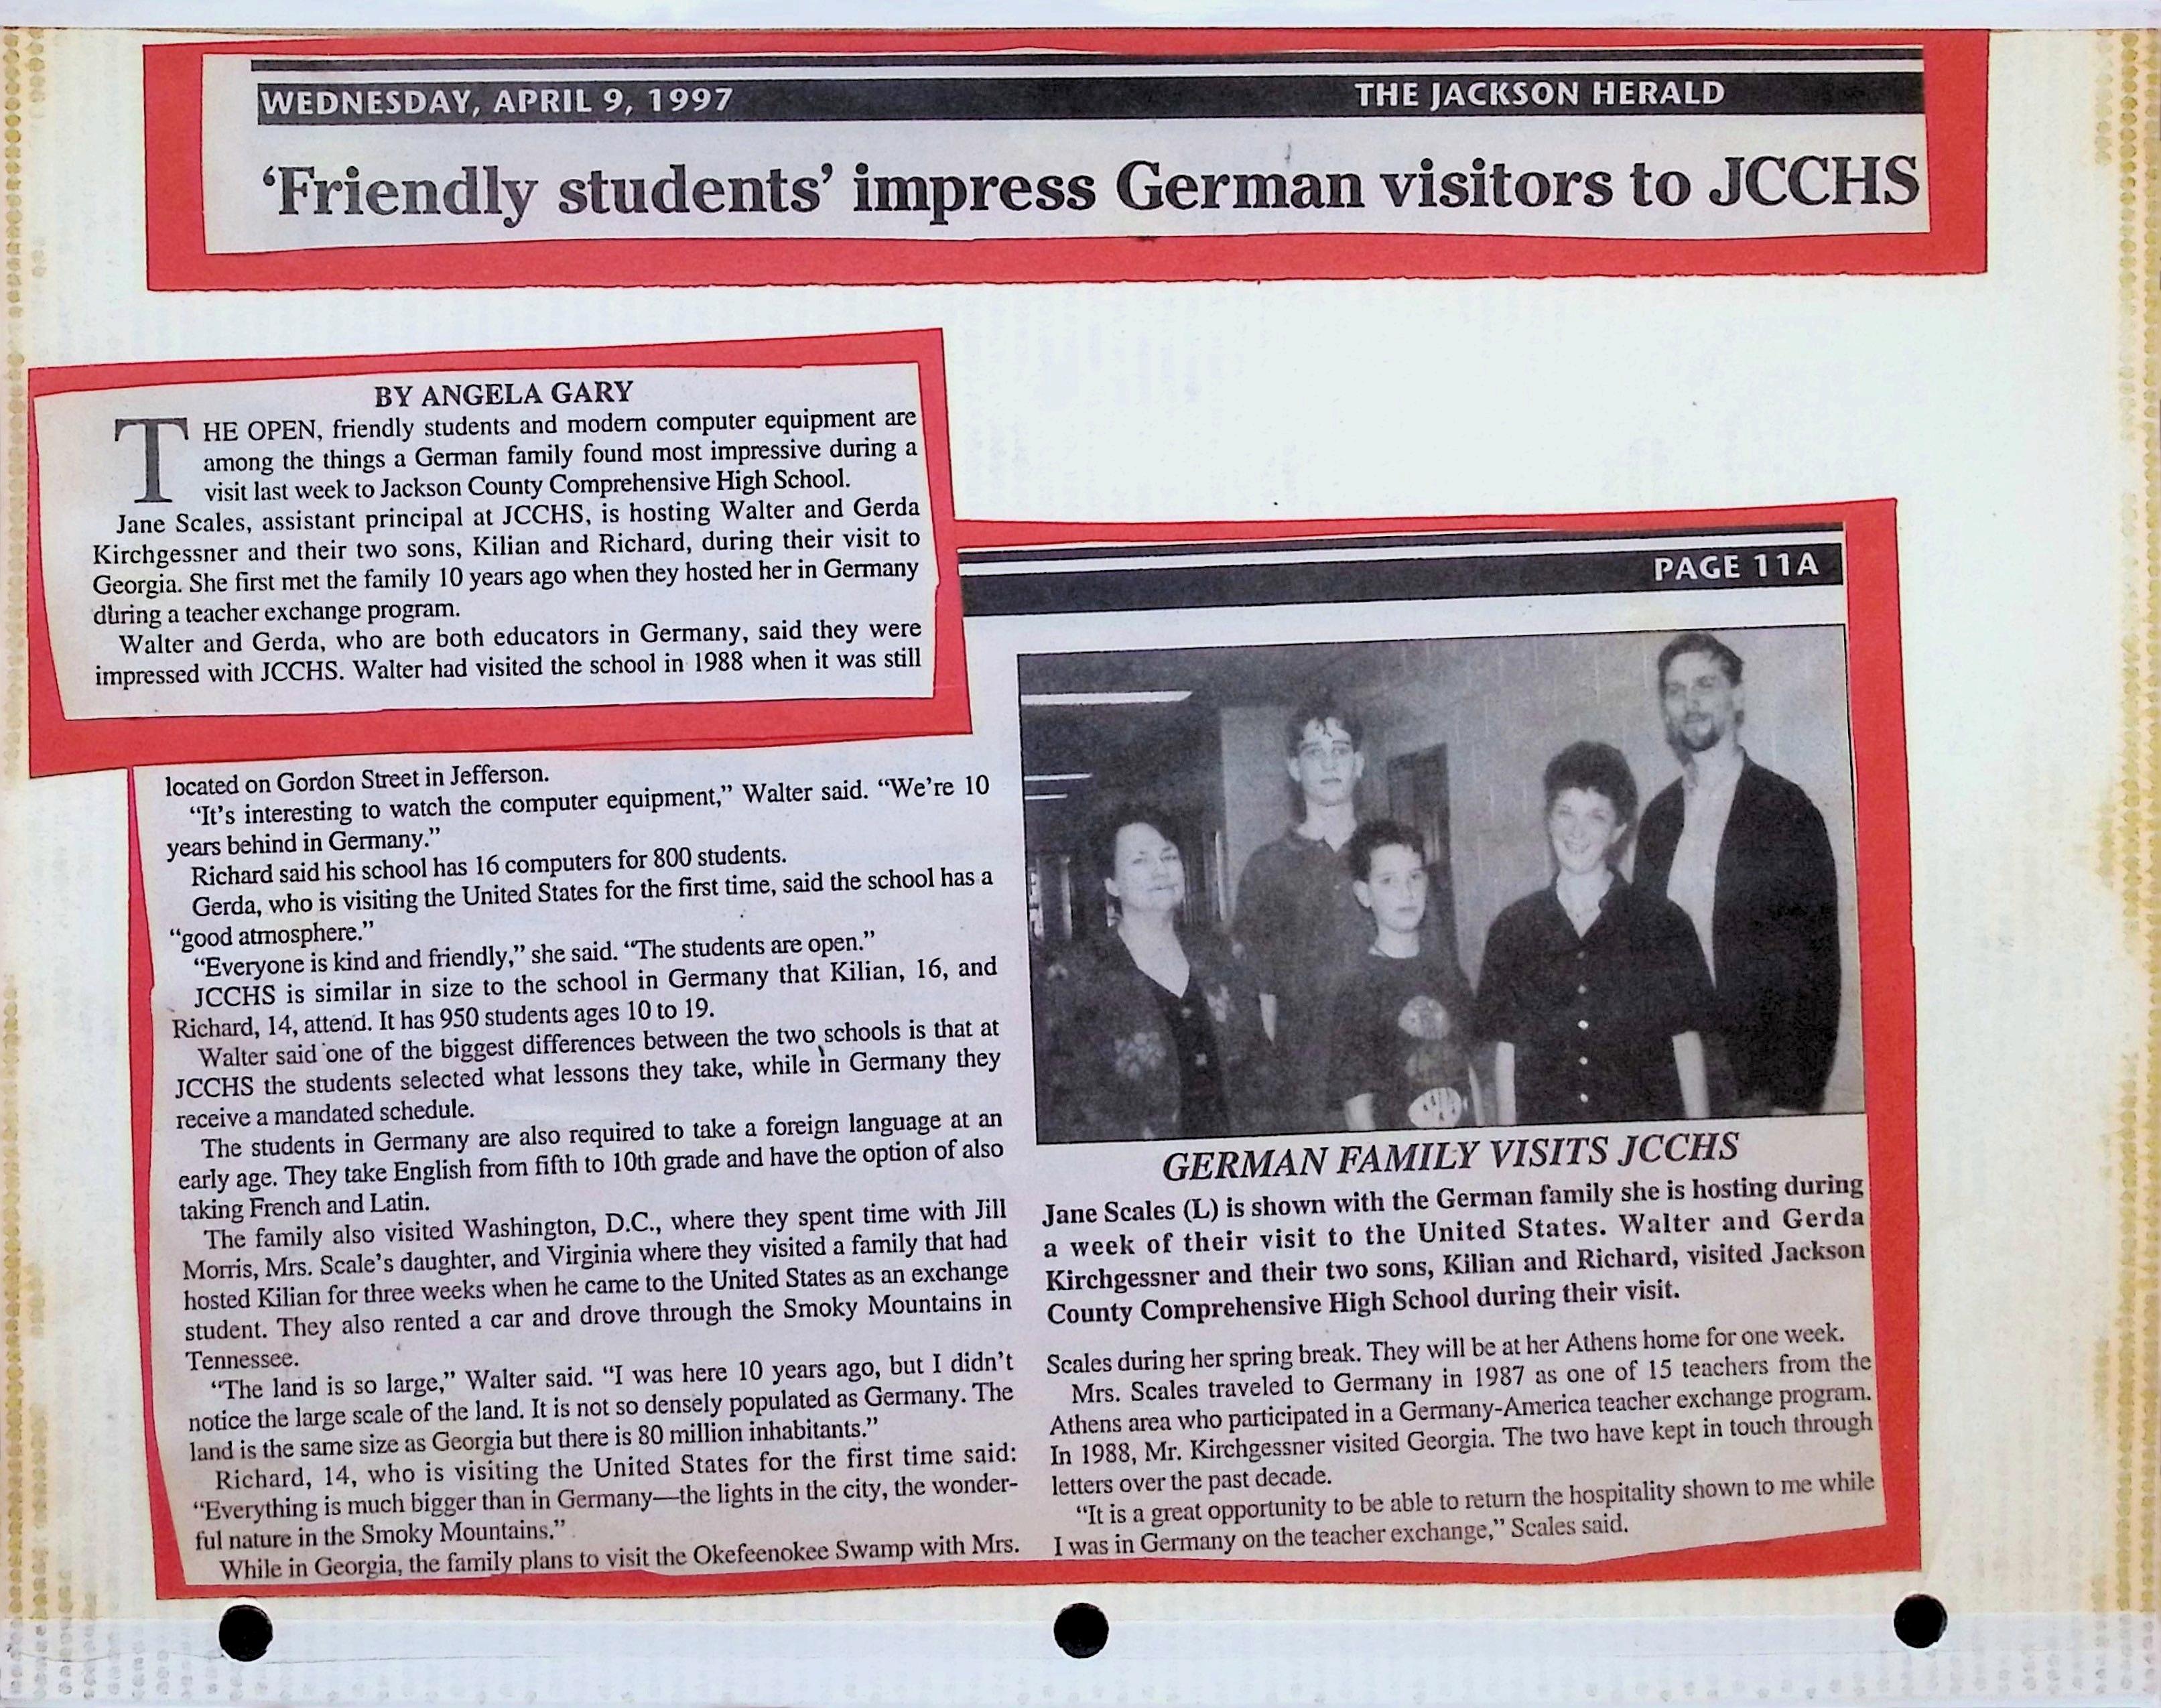 WEDNESDAY, APRIL 9, 1997 THE JACKSON HERALD
‘Friendly students’ impress German visitors to JCCHS
BY ANGELA GARY
THE OPEN, friendly students and modern computer equipment are
among the things a German family found most impressive during a
visit last week to Jackson County Comprehensive High School.
Jane Scales, assistant principal at JCCHS, is hosting Walter and Gerda
Kirchgessner and their two sons, Kilian and Richard, during their visit to
Georgia. She first met the family 10 years ago when they hosted her in Germany
during a teacher exchange program.
Walter and Gerda, who are both educators in Germany, said they were
impressed with JCCHS. Walter had visited the school in 1988 when it was still
located on Gordon Street in Jefferson.
“It’s interesting to watch the computer equipment,” Walter said. “We’re 10
years behind in Germany.”
Richard said his school has 16 computers for 800 students.
Gerda, who is visiting the United States for the first time, said the school has a
“good atmosphere.”
“Everyone is kind and friendly,” she said. “The students are open.”
JCCHS is similar in size to the school in Germany that Kilian, 16, and
Richard, 14, attend. It has 950 students ages 10 to 19.
Walter said one of the biggest differences between the two schools is that at
JCCHS the students selected what lessons they take, while in Germany they
receive a mandated schedule.
The students in Germany are also required to take a foreign language at an
early age. They take English from fifth to 10th grade and have the option of also
taking French and Latin.
The family also visited Washington, D.C., where they spent time with Jill
Morris, Mrs. Scale’s daughter, and Virginia where they visited a family that had
hosted Kilian for three weeks when he came to the United States as an exchange
student. They also rented a car and drove through the Smoky Mountains in
Tennessee.
“The land is so large,” Walter said. “I was here 10 years ago, but I didn’t
notice the large scale of the land. It is not so densely populated as Germany. The
land is the same size as Georgia but there is 80 million inhabitants.”
Richard, 14, who is visiting the United States for the first time said:
“Everything is much bigger than in Germany—the lights in the city, the wonder-
ful nature in the Smoky Mountains.”
While in Georgia, the family plans to visit the Okefeenokee Swamp with Mrs.
PAGE 11A
GERMAN FAMILY VISITS JCCHS
Jane Scales (L) is shown with the German family she is hosting during
a week of their visit to the United States. Walter and Gerda
Kirchgessner and their two sons, Kilian and Richard, visited Jackson
County Comprehensive High School during their visit.
Scales during her spring break. They will be at her Athens home for one week.
Mrs. Scales traveled to Germany in 1987 as one of 15 teachers from the
Athens area who participated in a Germany-America teacher exchange program.
In 1988, Mr. Kirchgessner visited Georgia. The two have kept in touch through
letters over the past decade.
“It is a great opportunity to be able to return the hospitality shown to me while
I was in Germany on the teacher exchange,” Scales said.